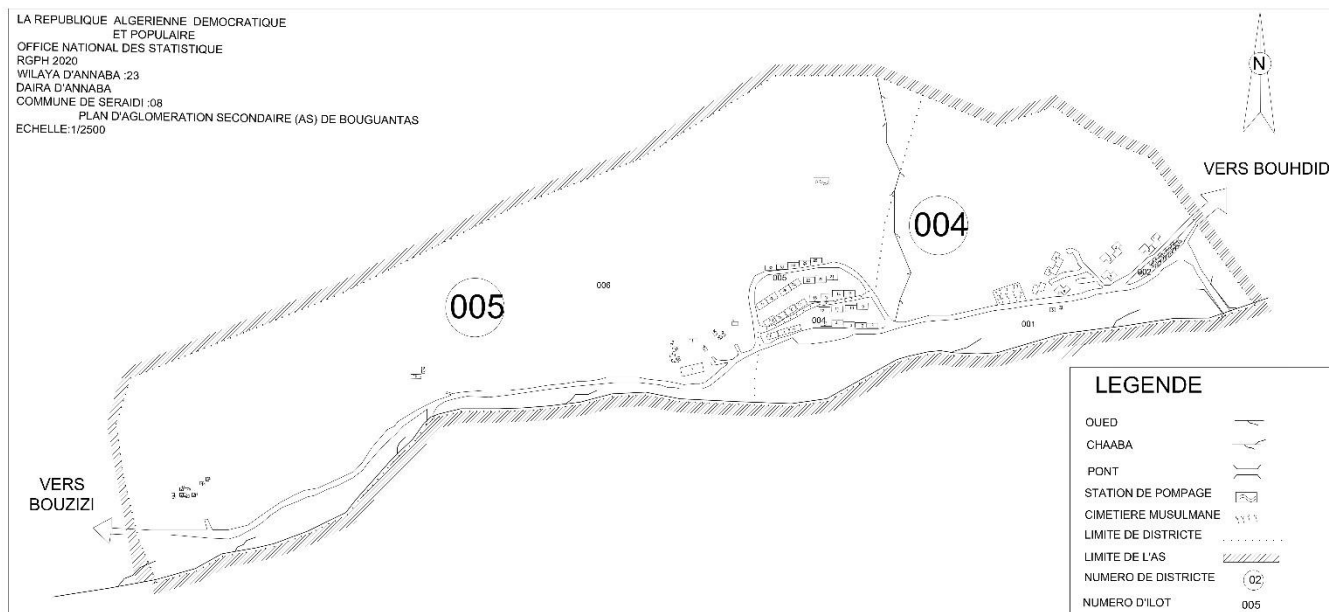 LA REPUBLIQUE ALGERIENNE DEMOCRATIQUE
ET POPULAIRE
OFFICE NATIONAL DES STATISTIQUE
RGPH 2020
WILAYA D'ANNABA :23
DAIRA D'ANNABA
COMMUNE DE SERAIDI :08
PLAN D'AGLOMERATION SECONDAIRE (AS) DE BOUGUANTAS
ECHELLE:1/2500
N
VERS BOUHDID
004
005
006
005
004
002
001
VERS
BOUZIZI
LEGENDE
OUED
CHAABA
PONT
STATION DE POMPAGE
CIMETIERE MUSULMANE
LIMITE DE DISTRICTE
LIMITE DE L'AS
NUMERO DE DISTRICTE 02
NUMERO D'ILOT 005